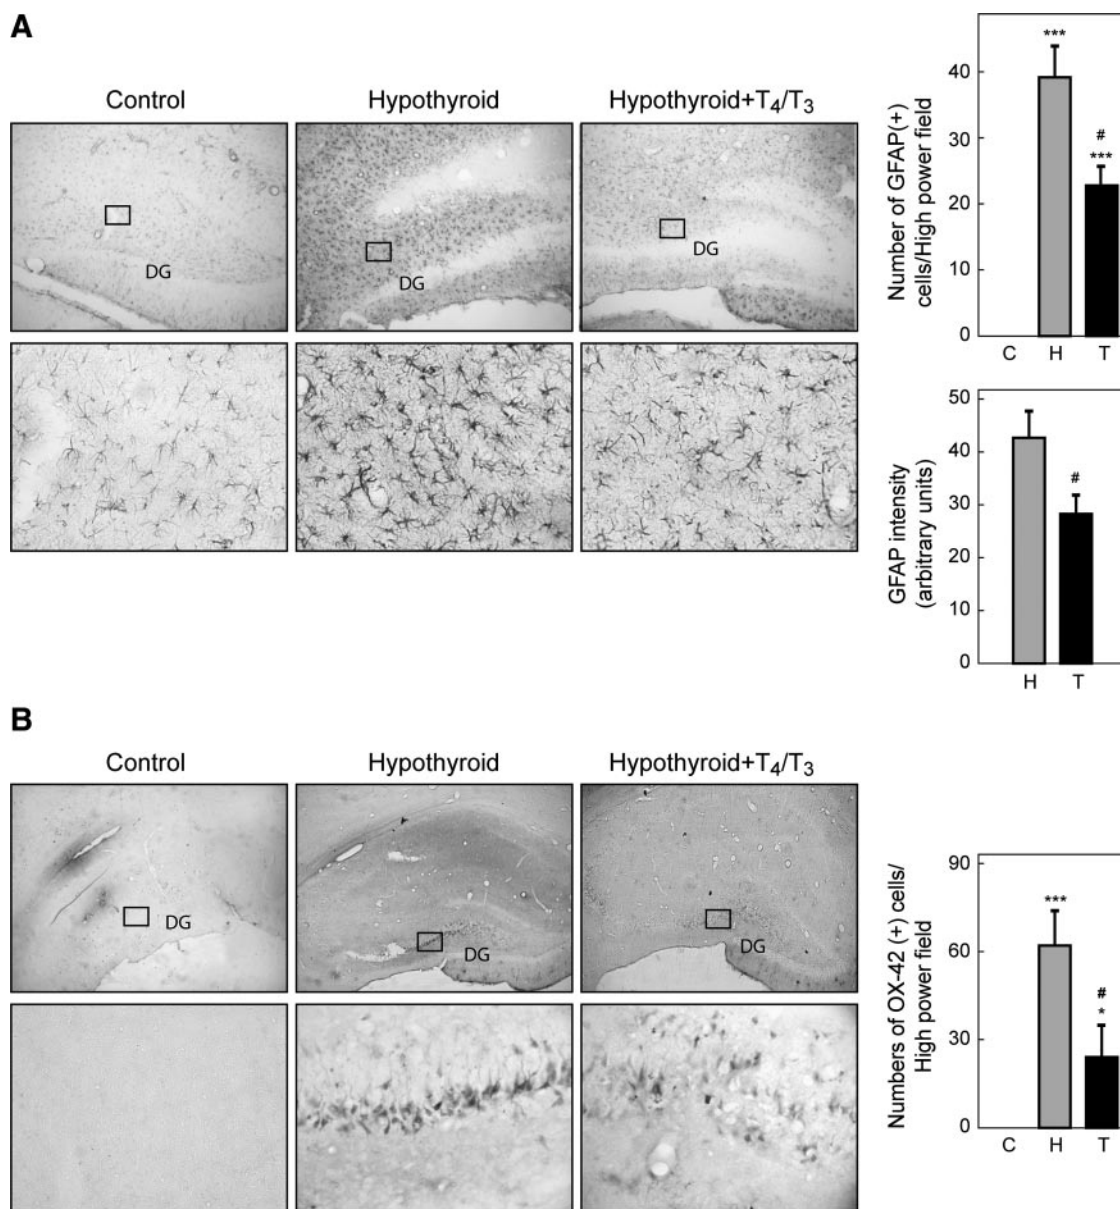 A
Control
Hypothyroid
Hypothyroid+T4/T3
DG
DG
DG
Number of GFAP(+)
cells/High power field
40
30
20
10
0
***
#
***
C H T
GFAP intensity
(arbitrary units)
50
40
30
20
10
0
#
H T
B
Control
Hypothyroid
Hypothyroid+T4/T3
DG
DG
DG
Numbers of OX-42 (+) cells/
High power field
90
60
30
0
***
#
*
C H T